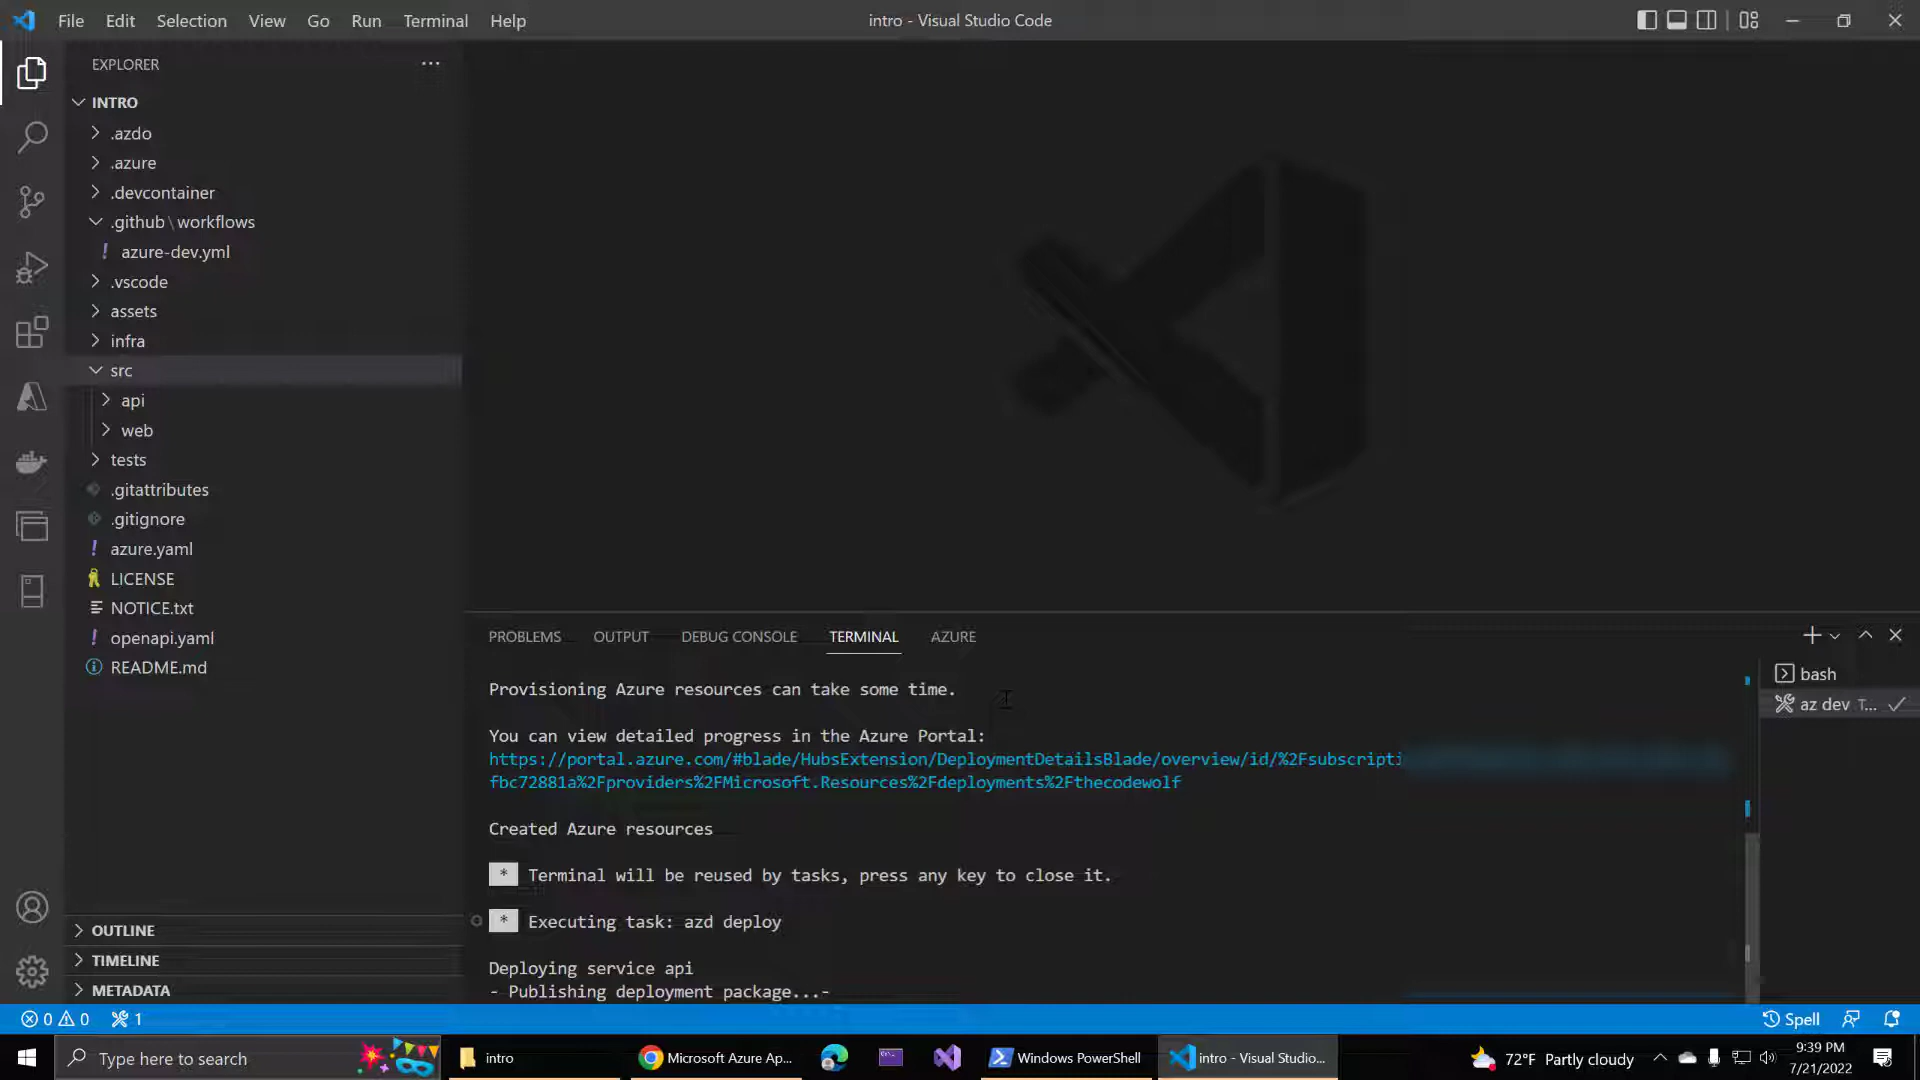 File Edit Selection View Go Run Terminal Help
intro - Visual Studio Code
EXPLORER
INTRO
.azdo
.azure
.devcontainer
.github\workflows
! azure-dev.yml
.vscode
assets
infra
src
api
web
tests
.gitattributes
.gitignore
! azure.yaml
LICENSE
NOTICE.txt
! openapi.yaml
README.md
OUTLINE
TIMELINE
METADATA
PROBLEMS OUTPUT DEBUG CONSOLE TERMINAL AZURE
bash
az dev T...
Provisioning Azure resources can take some time.
You can view detailed progress in the Azure Portal:
https://portal.azure.com/#blade/HubsExtension/DeploymentDetailsBlade/overview/id/%2Fsubscripti
fbc72881a%2Fproviders%2FMicrosoft.Resources%2Fdeployments%2Fthecodewolf
Created Azure resources
* Terminal will be reused by tasks, press any key to close it.
* Executing task: azd deploy
Deploying service api
- Publishing deployment package...-
0 0 1
Spell
Type here to search
intro
Microsoft Azure Ap...
Windows PowerShell
intro - Visual Studio...
72°F Partly cloudy
9:39 PM
7/21/2022